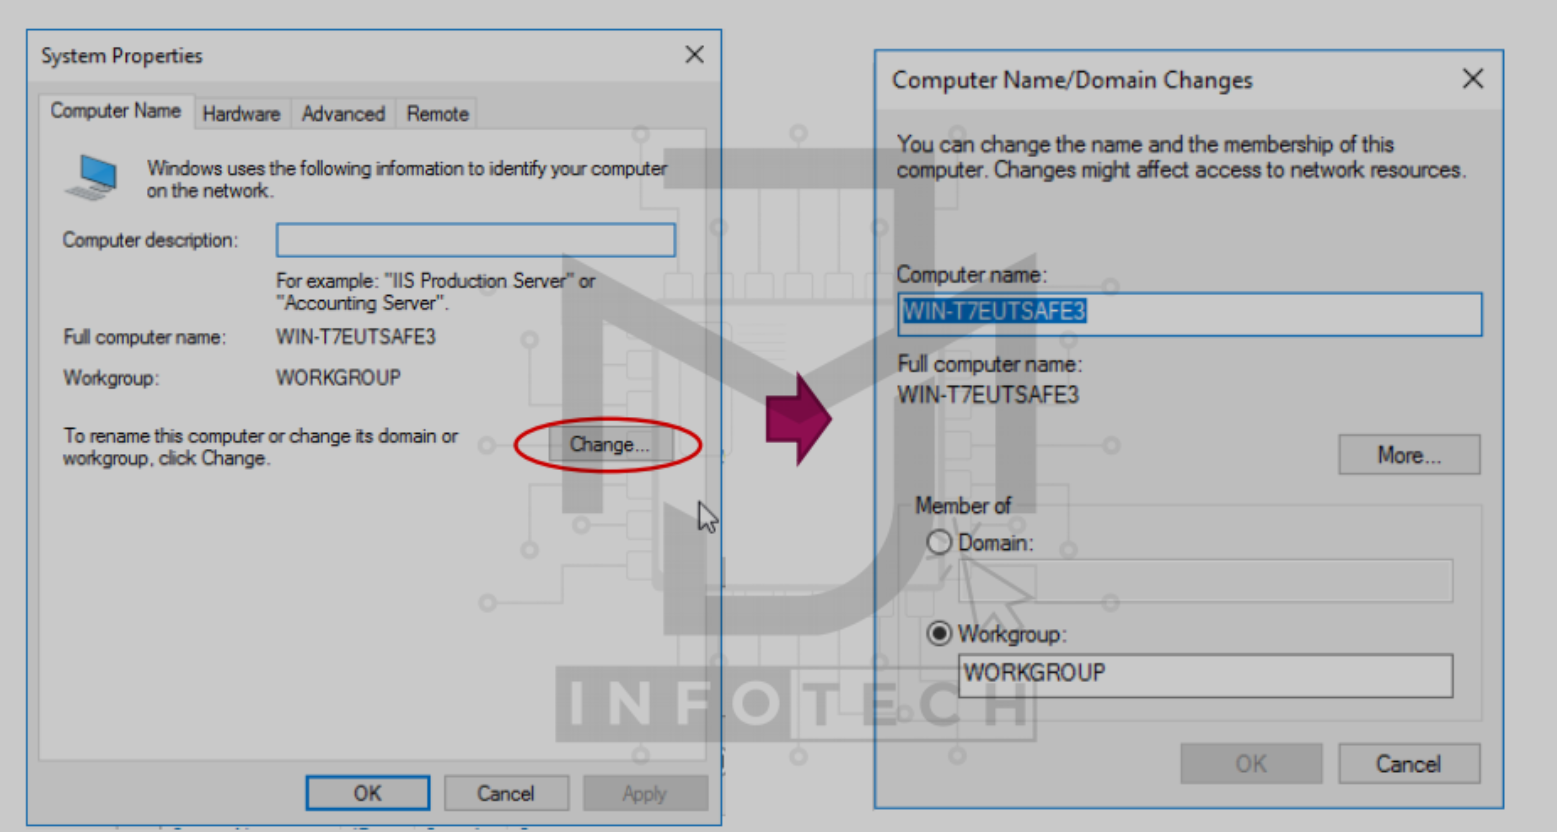 System Properties
Computer Name Hardware Advanced Remote
Windows uses the following information to identify your computer
on the network.
Computer description:
For example: "IIS Production Server" or
"Accounting Server".
Full computer name: WIN-T7EUTSAFE3
Workgroup: WORKGROUP
To rename this computer or change its domain or
workgroup, click Change.
Change...
OK Cancel Apply
Computer Name/Domain Changes
You can change the name and the membership of this
computer. Changes might affect access to network resources.
Computer name:
WIN-T7EUTSAFE3
Full computer name:
WIN-T7EUTSAFE3
More...
Member of
Domain:
Workgroup:
WORKGROUP
OK Cancel
INFOTECH